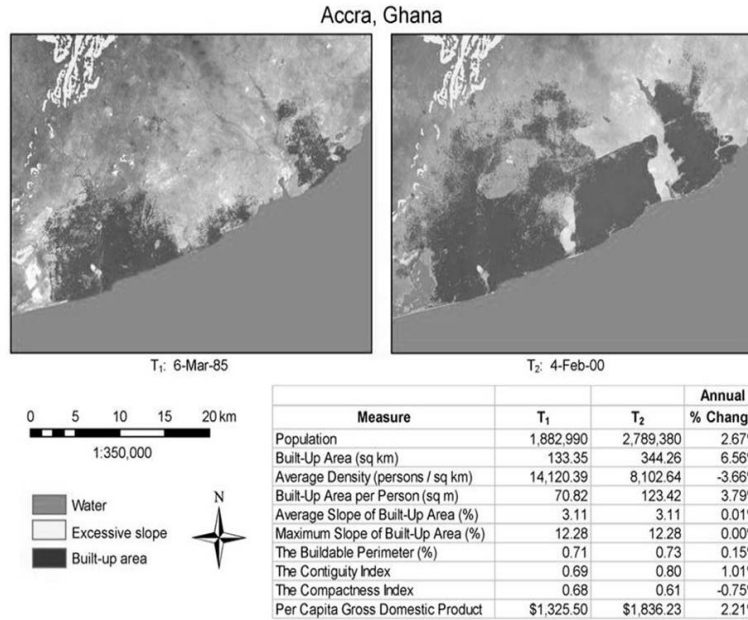 Accra, Ghana
T1: 6-Mar-85
T2: 4-Feb-00
0 5 10 15 20 km
1:350,000
Water
Excessive slope
Built-up area
N
Annual
Measure T1 T2 % Chang
Population 1,882,990 2,789,380 2.67%
Built-Up Area (sq km) 133.35 344.26 6.56%
Average Density (persons / sq km) 14,120.39 8,102.64 -3.66%
Built-Up Area per Person (sq m) 70.82 123.42 3.79%
Average Slope of Built-Up Area (%) 3.11 3.11 0.01%
Maximum Slope of Built-Up Area (%) 12.28 12.28 0.00%
The Buildable Perimeter (%) 0.71 0.73 0.15%
The Contiguity Index 0.69 0.80 1.01%
The Compactness Index 0.68 0.61 -0.75%
Per Capita Gross Domestic Product $1,325.50 $1,836.23 2.21%